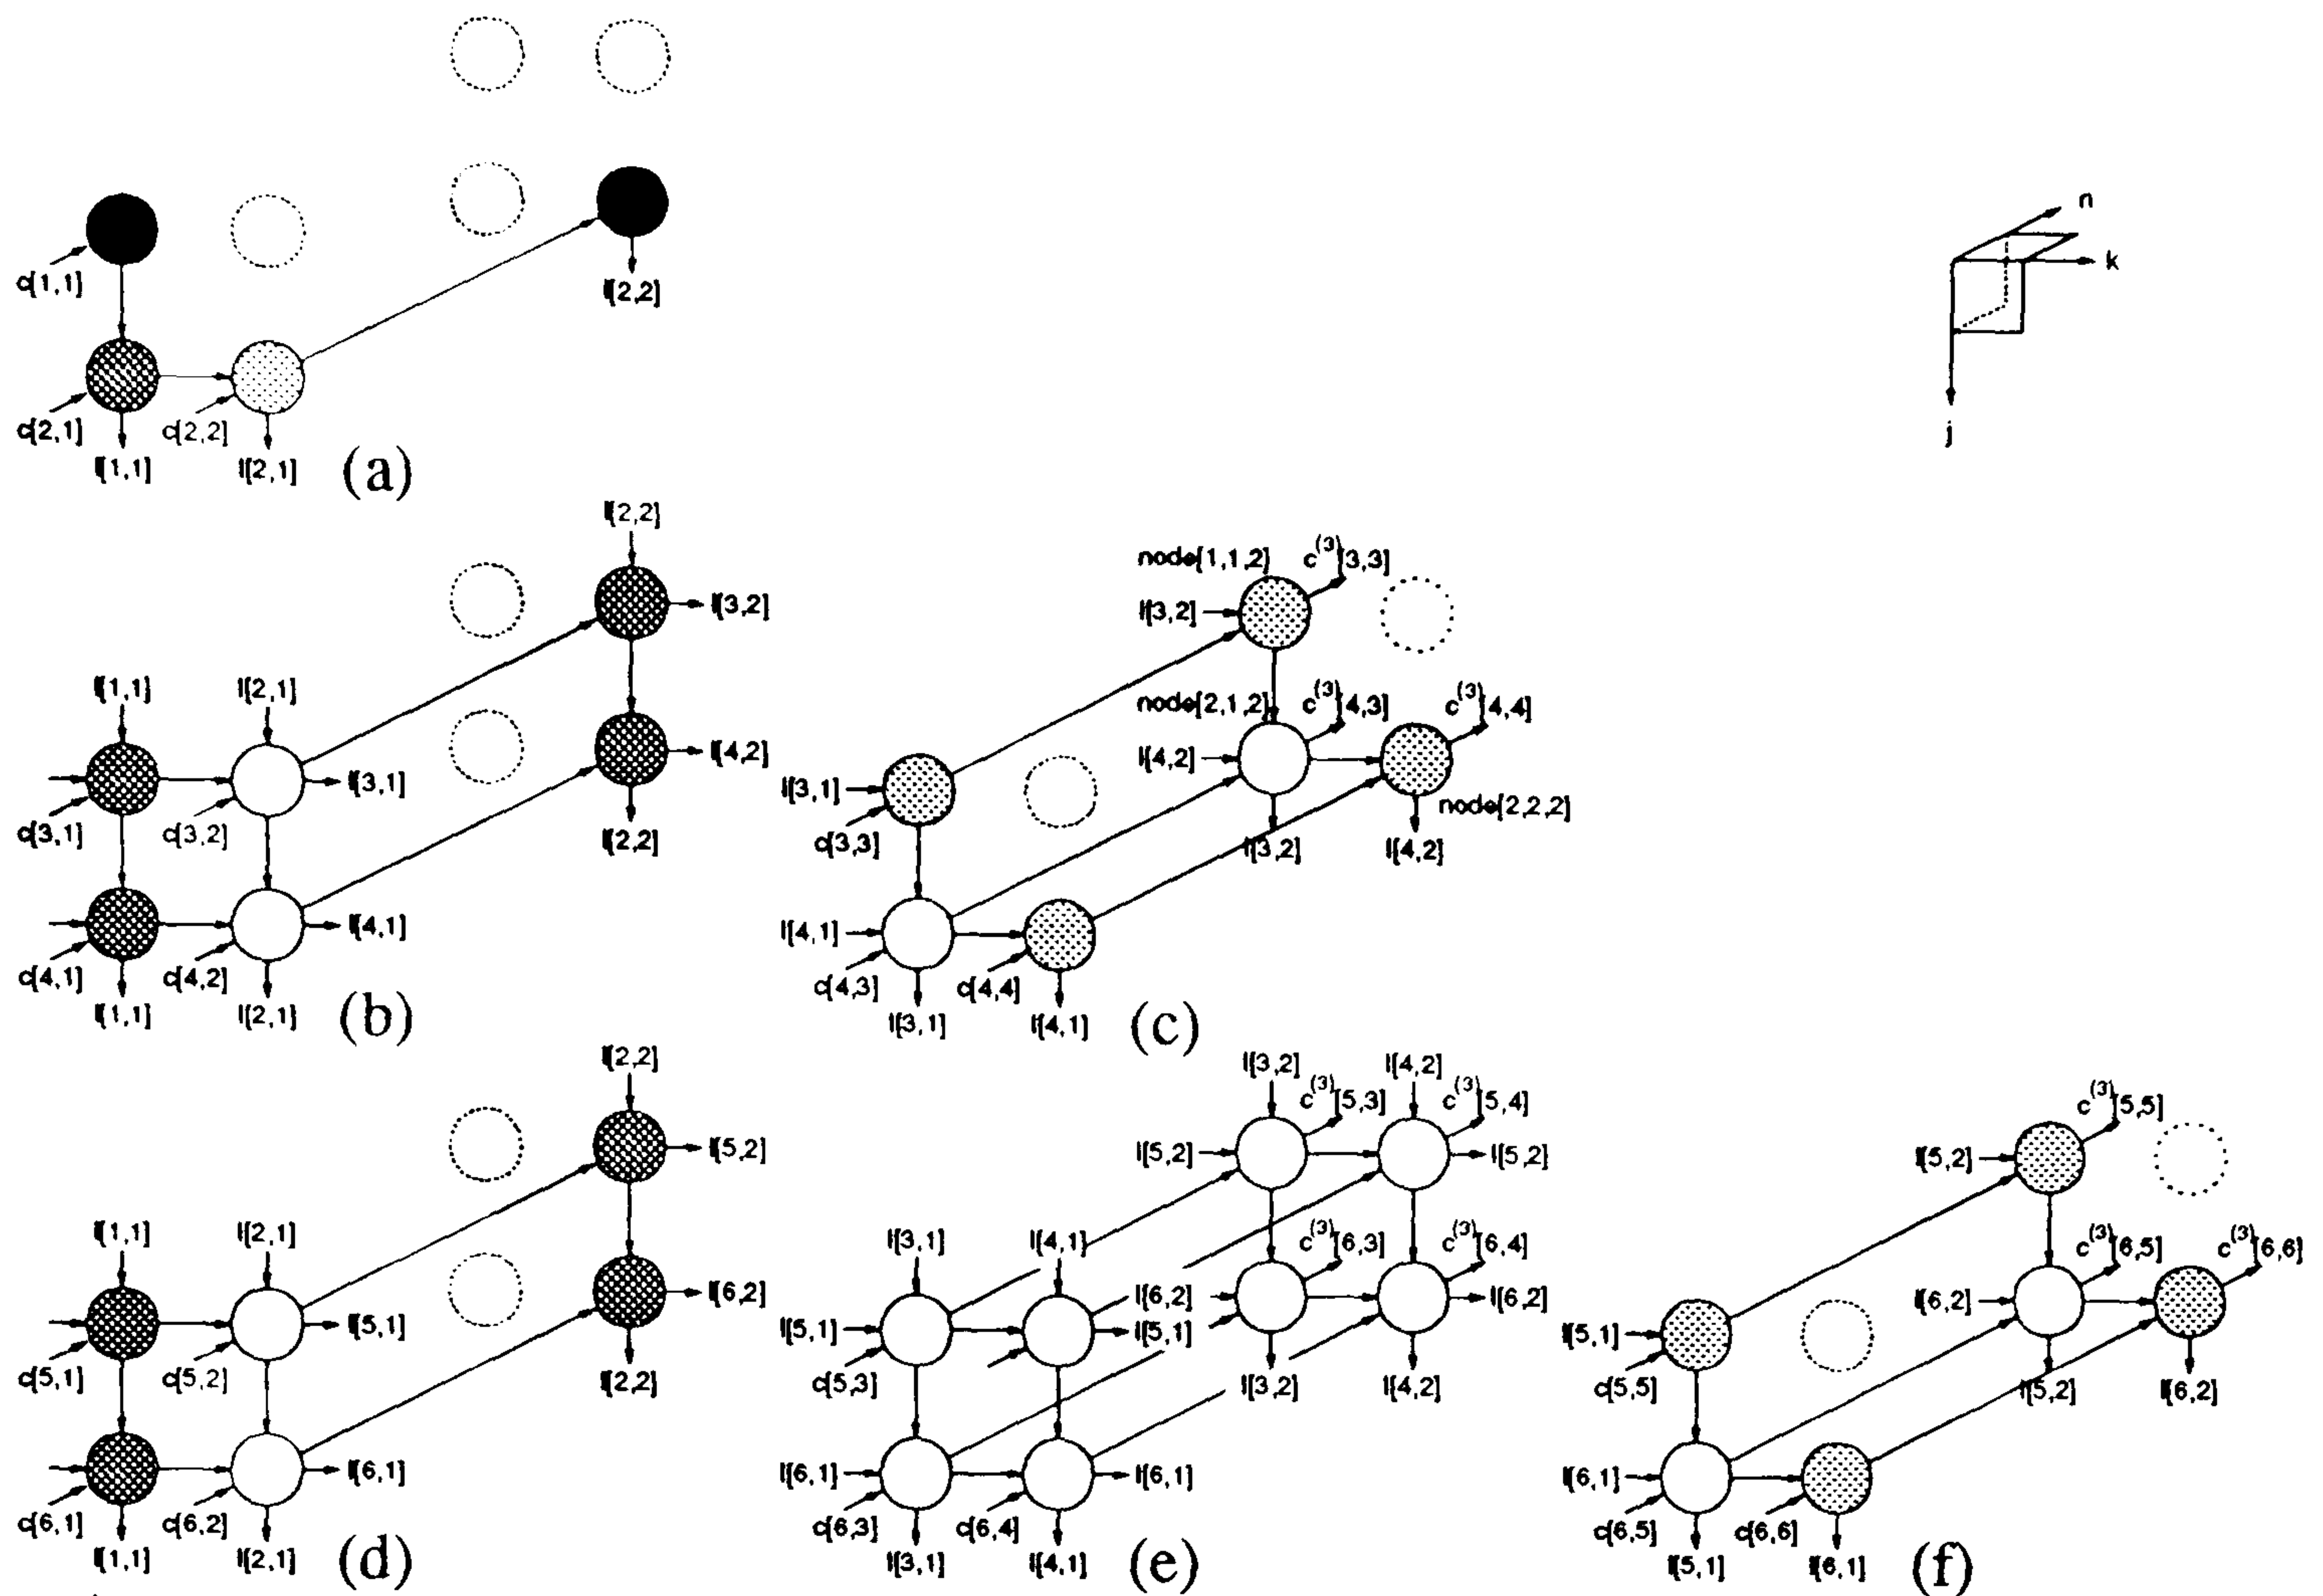 n
k
j
c[1,1]
l[2,2]
c[2,1]
c[2,2]
l[1,1]
l[2,1]
(a)
l[2,2]
l[3,2]
l[1,1]
l[2,1]
l[4,2]
l[3,1]
c[3,1]
c[3,2]
l[2,2]
l[4,1]
c[4,1]
c[4,2]
l[1,1]
l[2,1]
(b)
node[1,1,2]
c(3)[3,3]
l[3,2]
node[2,1,2]
c(3)[4,3]
c(3)[4,4]
l[4,2]
l[3,1]
node[2,2,2]
c[3,3]
l[3,2]
l[4,2]
l[4,1]
c[4,3]
c[4,4]
l[3,1]
l[4,1]
(c)
l[2,2]
l[5,2]
l[1,1]
l[2,1]
l[6,2]
l[5,1]
c[5,1]
c[5,2]
l[2,2]
l[6,1]
c[6,1]
c[6,2]
l[1,1]
l[2,1]
(d)
l[3,2]
l[4,2]
c(3)[5,3]
c(3)[5,4]
l[5,2]
l[5,2]
l[3,1]
l[4,1]
c(3)[6,3]
c(3)[6,4]
l[6,2]
l[6,2]
l[5,1]
l[5,1]
c[5,3]
l[3,2]
l[4,2]
l[6,1]
l[6,1]
c[6,3]
c[6,4]
l[3,1]
l[4,1]
(e)
c(3)[5,5]
l[5,2]
c(3)[6,5]
c(3)[6,6]
l[6,2]
l[5,1]
c[5,5]
l[5,2]
l[6,2]
l[6,1]
c[6,5]
c[6,6]
l[5,1]
l[6,1]
(f)